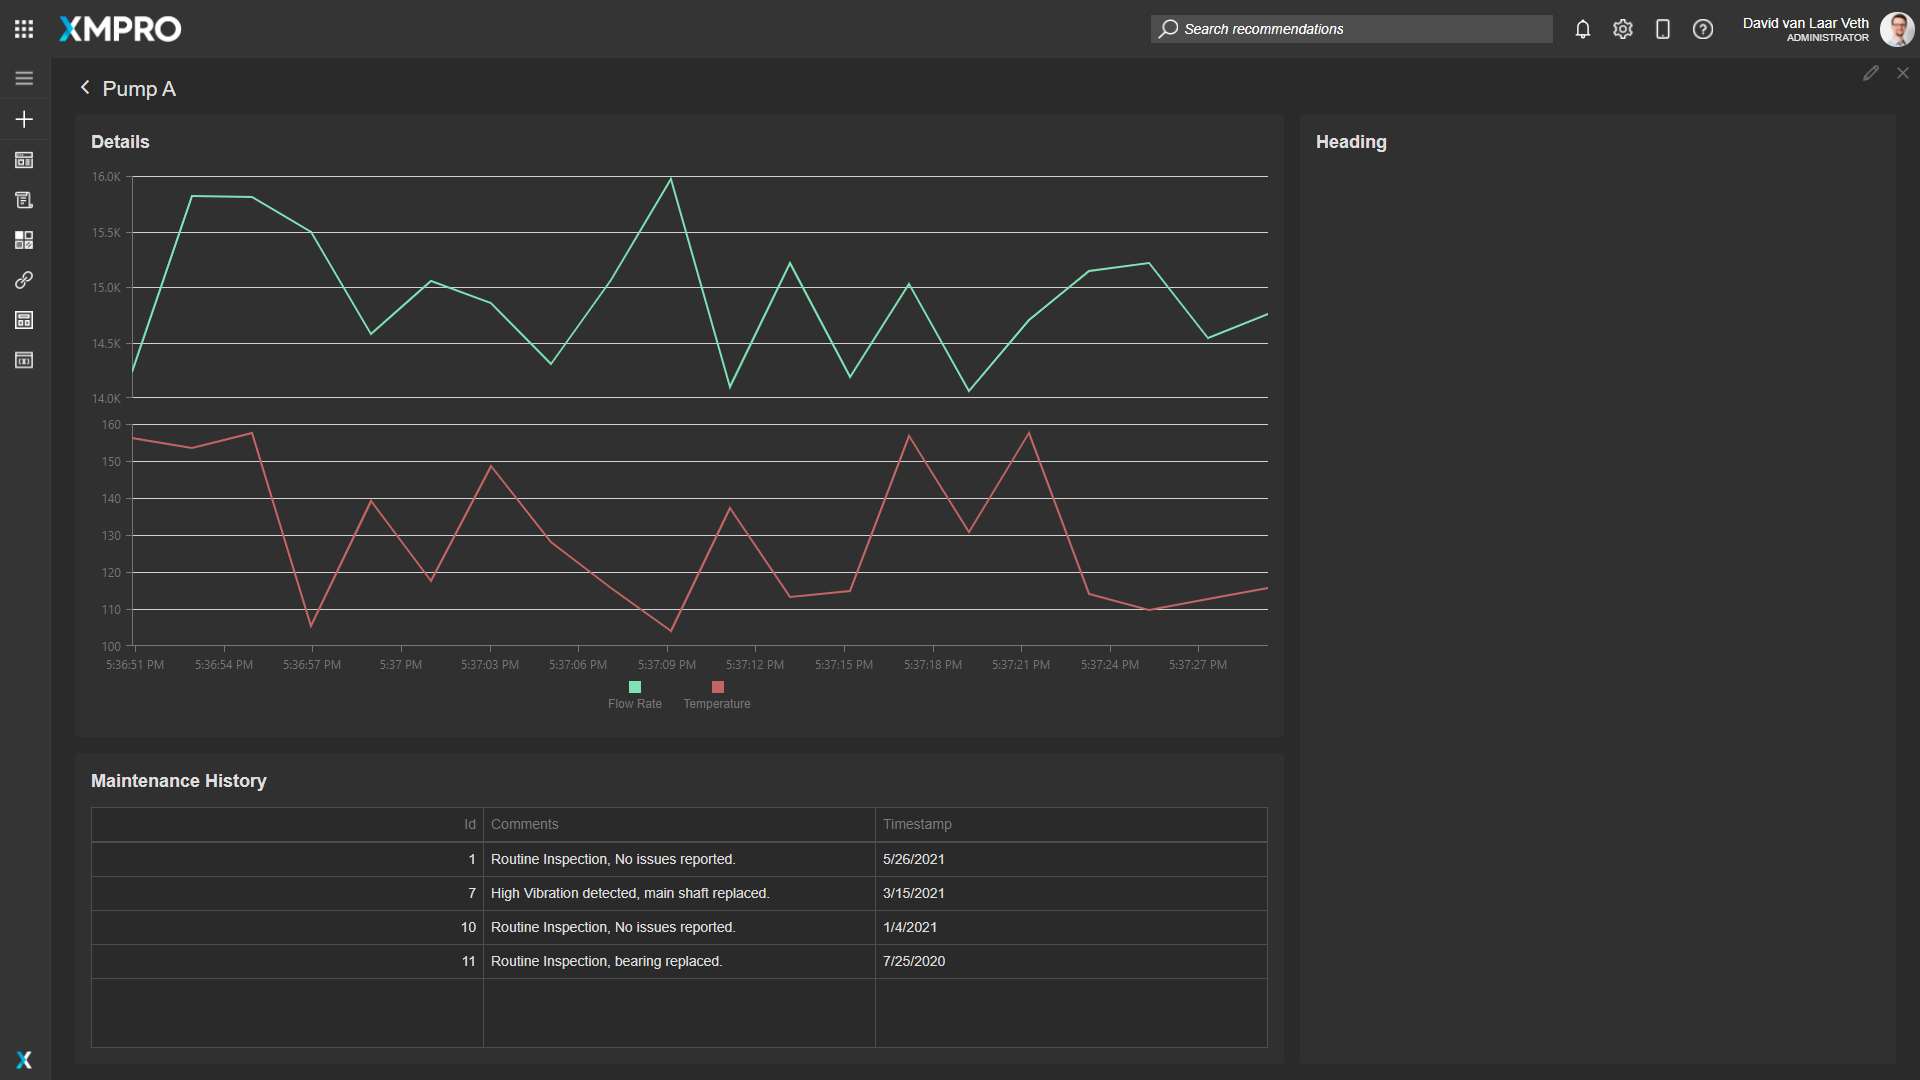 XMPRO
Search recommendations
David van Laar Veth
ADMINISTRATOR
Pump A
Details
16.0K
15.5K
15.0K
14.5K
14.0K
160
150
140
130
120
110
100
5:36:51 PM 5:36:54 PM 5:36:57 PM 5:37 PM 5:37:03 PM 5:37:06 PM 5:37:09 PM 5:37:12 PM 5:37:15 PM 5:37:18 PM 5:37:21 PM 5:37:24 PM 5:37:27 PM
Flow Rate Temperature
Heading
Maintenance History
Id Comments Timestamp
1 Routine Inspection, No issues reported. 5/26/2021
7 High Vibration detected, main shaft replaced. 3/15/2021
10 Routine Inspection, No issues reported. 1/4/2021
11 Routine Inspection, bearing replaced. 7/25/2020